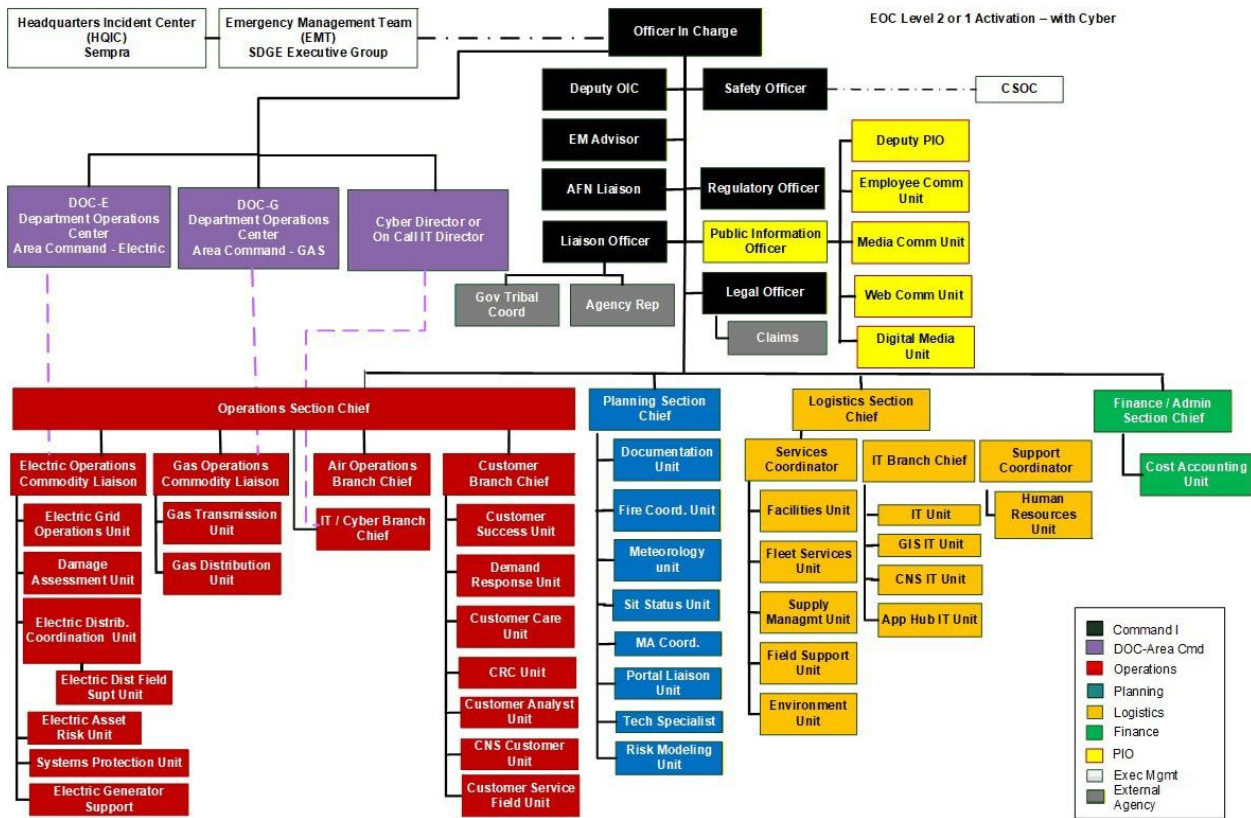 Headquarters Incident Center
(HQIC)
Sempra
Emergency Management Team
(EMT)
SDGE Executive Group
Officer In Charge
EOC Level 2 or 1 Activation – with Cyber
Deputy OIC
Safety Officer
CSOC
EM Advisor
Deputy PIO
AFN Liaison
Regulatory Officer
Employee Comm
Unit
DOC-E
Department Operations
Center
Area Command - Electric
DOC-G
Department Operations
Center
Area Command - GAS
Cyber Director or
On Call IT Director
Liaison Officer
Public Information
Officer
Media Comm Unit
Gov Tribal
Coord
Agency Rep
Legal Officer
Web Comm Unit
Claims
Digital Media
Unit
Operations Section Chief
Planning Section
Chief
Logistics Section
Chief
Finance / Admin
Section Chief
Electric Operations
Commodity Liaison
Gas Operations
Commodity Liaison
Air Operations
Branch Chief
Customer
Branch Chief
Documentation
Unit
Services
Coordinator
IT Branch Chief
Support
Coordinator
Cost Accounting
Unit
Electric Grid
Operations Unit
Gas Transmission
Unit
IT / Cyber Branch
Chief
Customer
Success Unit
Fire Coord. Unit
Facilities Unit
IT Unit
Human
Resources
Unit
Damage
Assessment Unit
Gas Distribution
Unit
Demand
Response Unit
Meteorology
unit
Fleet Services
Unit
GIS IT Unit
CNS IT Unit
Electric Distrib.
Coordination Unit
Customer Care
Unit
Sit Status Unit
Supply
Managmt Unit
App Hub IT Unit
MA Coord.
Electric Dist Field
Supt Unit
CRC Unit
Portal Liaison
Unit
Field Support
Unit
Electric Asset
Risk Unit
Customer Analyst
Unit
Tech Specialist
Environment
Unit
Systems Protection Unit
CNS Customer
Unit
Risk Modeling
Unit
Electric Generator
Support
Customer Service
Field Unit
Command I
DOC-Area Cmd
Operations
Planning
Logistics
Finance
PIO
Exec Mgmt
External
Agency